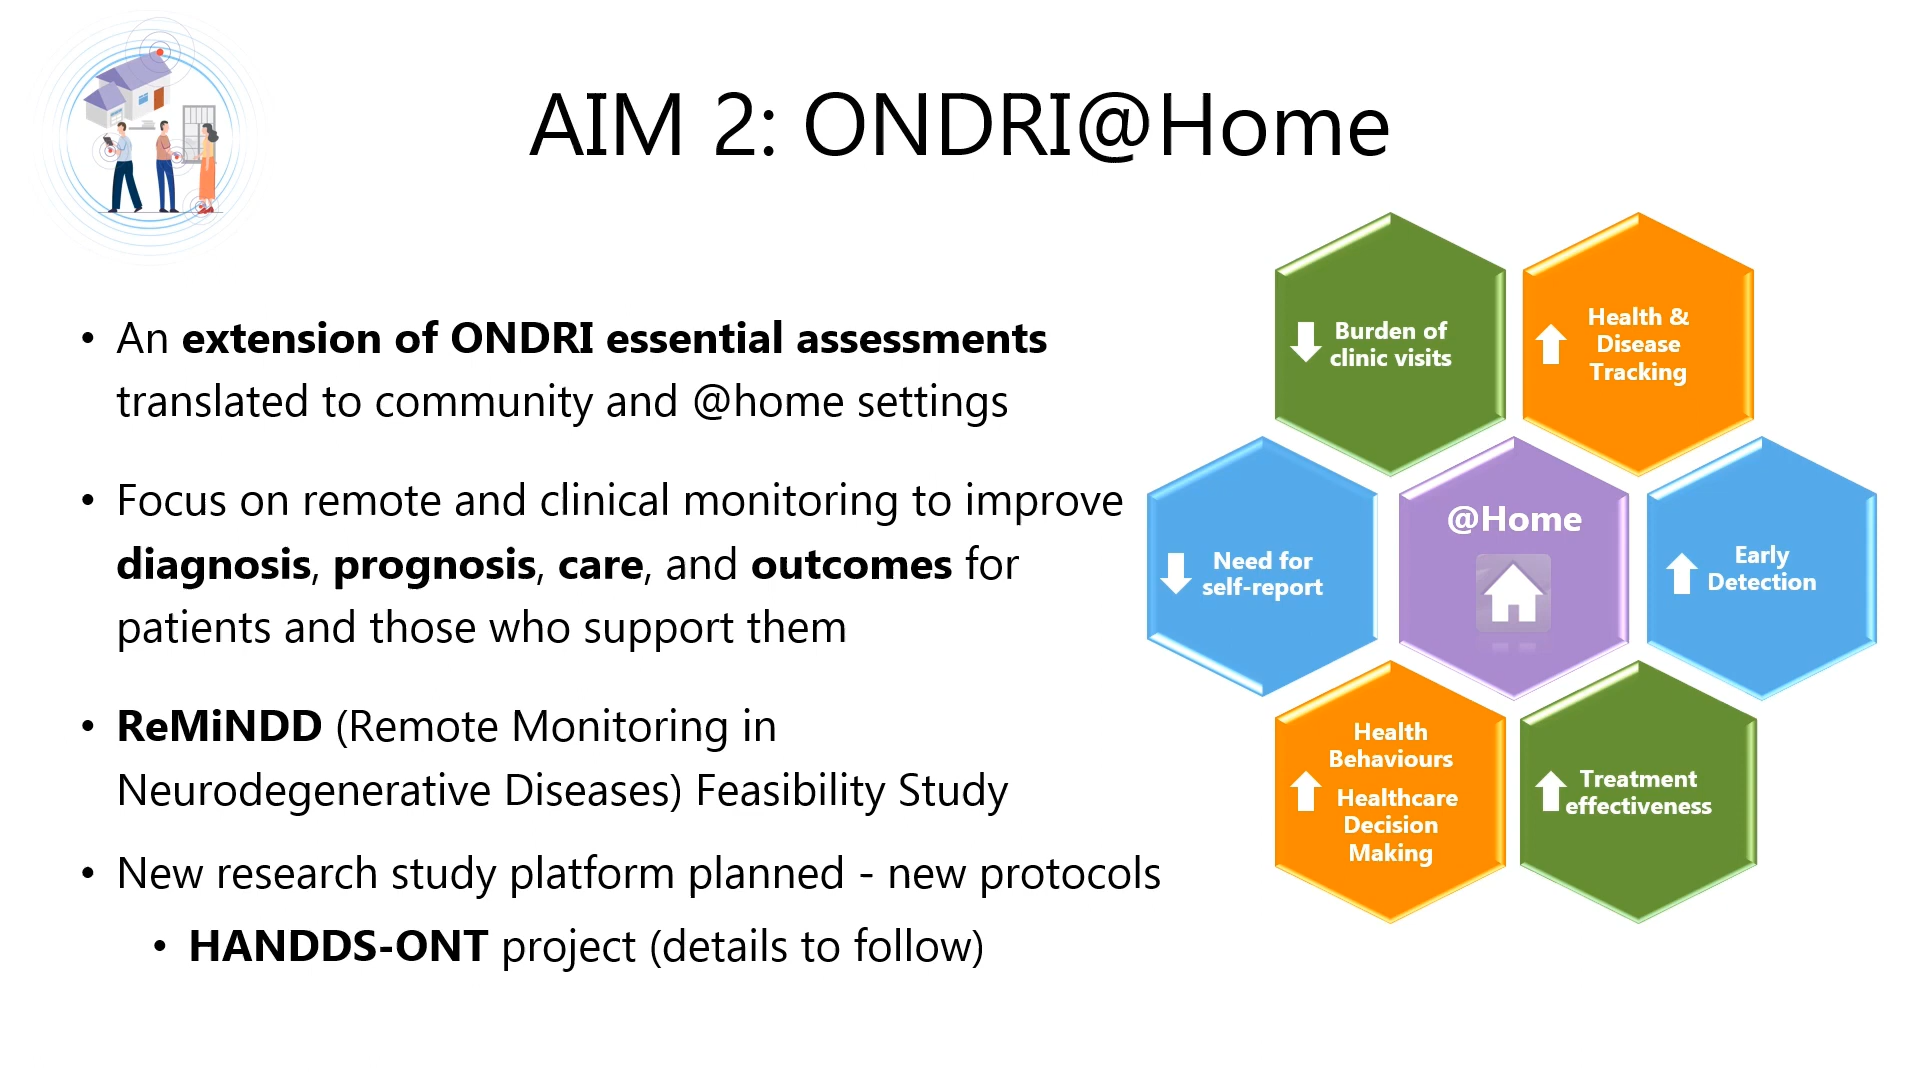 AIM 2: ONDRI@Home
• An extension of ONDRI essential assessments
translated to community and @home settings
• Focus on remote and clinical monitoring to improve
diagnosis, prognosis, care, and outcomes for
patients and those who support them
• ReMiNDD (Remote Monitoring in
Neurodegenerative Diseases) Feasibility Study
• New research study platform planned - new protocols
• HANDDS-ONT project (details to follow)
Burden of
clinic visits
Health &
Disease
Tracking
Need for
self-report
@Home
Early
Detection
Health
Behaviours
Healthcare
Decision
Making
Treatment
effectiveness